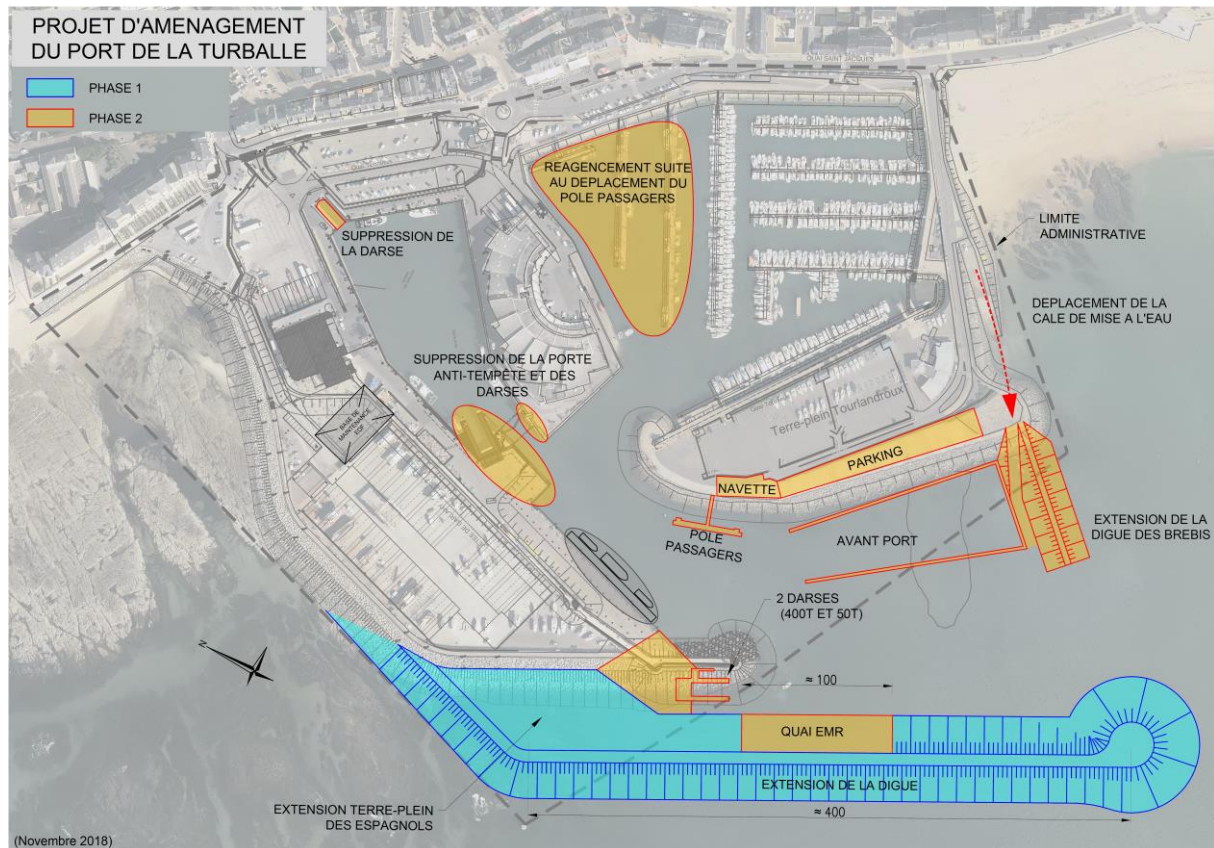 PROJET D'AMENAGEMENT
DU PORT DE LA TURBALLE
PHASE 1
PHASE 2
QUAI SAINT JACQUES
REAGENCEMENT SUITE
AU DEPLACEMENT DU
POLE PASSAGERS
SUPPRESSION DE
LA DARSE
LIMITE
ADMINISTRATIVE
DEPLACEMENT DE LA
CALE DE MISE A L'EAU
SUPPRESSION DE LA PORTE
ANTI-TEMPÊTE ET DES
DARSES
BASE DE
MAINTENANCE
EDF
Terre-plein Tourlandroux
PARKING
NAVETTE
POLE
PASSAGERS
AVANT PORT
EXTENSION DE LA
DIGUE DES BREBIS
2 DARSES
(400T ET 50T)
N
≈ 100
QUAI EMR
EXTENSION DE LA DIGUE
EXTENSION TERRE-PLEIN
DES ESPAGNOLS
≈ 400
(Novembre 2018)